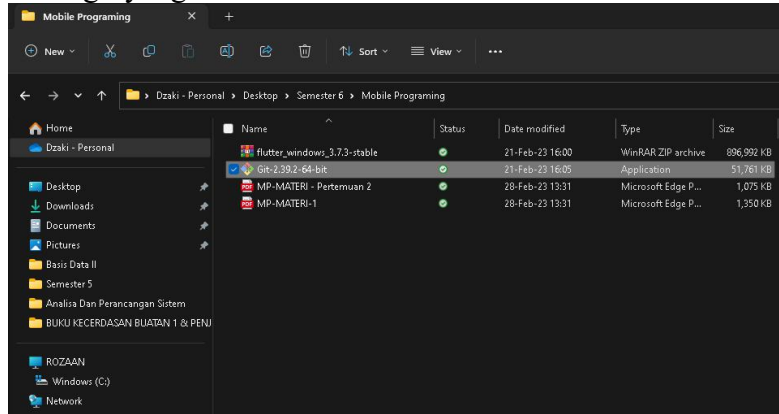 Mobile Programing
New Sort View
Dzaki - Personal Desktop Semester 6 Mobile Programing
Home
Dzaki - Personal
Desktop
Downloads
Documents
Pictures
Basis Data II
Semester 5
Analisa Dan Perancangan Sistem
BUKU KECERDASAN BUATAN 1 & PENJ
ROZAAN
Windows (C:)
Network
Name Status Date modified Type Size
flutter_windows_3.7.3-stable 21-Feb-23 16:00 WinRAR ZIP archive 896,992 KB
Git-2.39.2-64-bit 21-Feb-23 16:05 Application 51,761 KB
MP-MATERI - Pertemuan 2 28-Feb-23 13:31 Microsoft Edge P... 1,075 KB
MP-MATERI-1 28-Feb-23 13:31 Microsoft Edge P... 1,350 KB